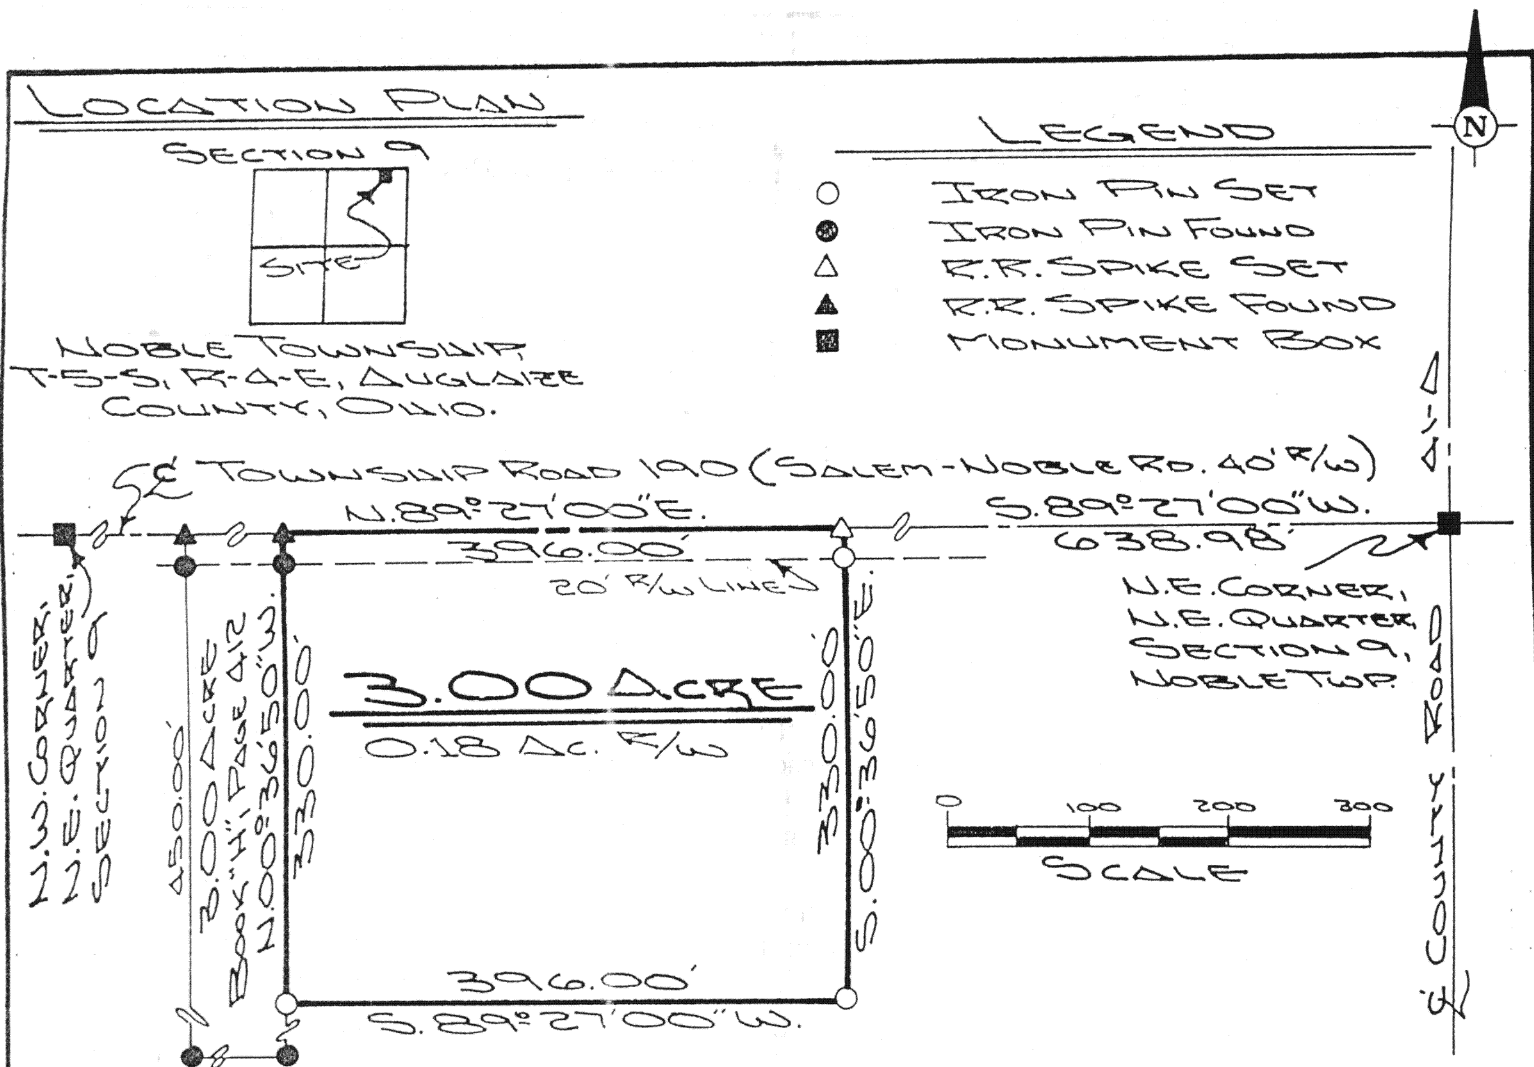 LOCATION PLAN
SECTION 9
SITE
NOBLE TOWNSHIP,
T-5-S, R-4-E, AUGLAIZE
COUNTY, OHIO.
N
LEGEND
IRON PIN SET
IRON PIN FOUND
R.R. SPIKE SET
R.R. SPIKE FOUND
MONUMENT BOX
℄ TOWNSHIP ROAD 190 (SALEM-NOBLE RD. 40' R/W)
N.89°27'00"E.
396.00'
S.89°27'00"W.
638.98'
20' R/W LINE
N.E. CORNER,
N.E. QUARTER,
SECTION 9,
NOBLE TWP.
N.W. CORNER,
N.E. QUARTER,
SECTION 9
450.00'
3.00 ACRE
BOOK "H", PAGE 412
N.00°36'50"W.
330.00'
3.00 ACRE
0.18 AC. R/W
330.00'
S.00°36'50"E.
0 100 200 300
SCALE
396.00'
S.89°27'00"W.
℄ COUNTY ROAD 41-A